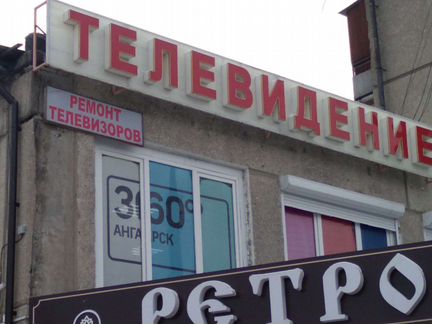 ТЕЛЕВИДЕНИЕ
РЕМОНТ
ТЕЛЕВИЗОРОВ
360°
АНГАРСК
РЕТРО